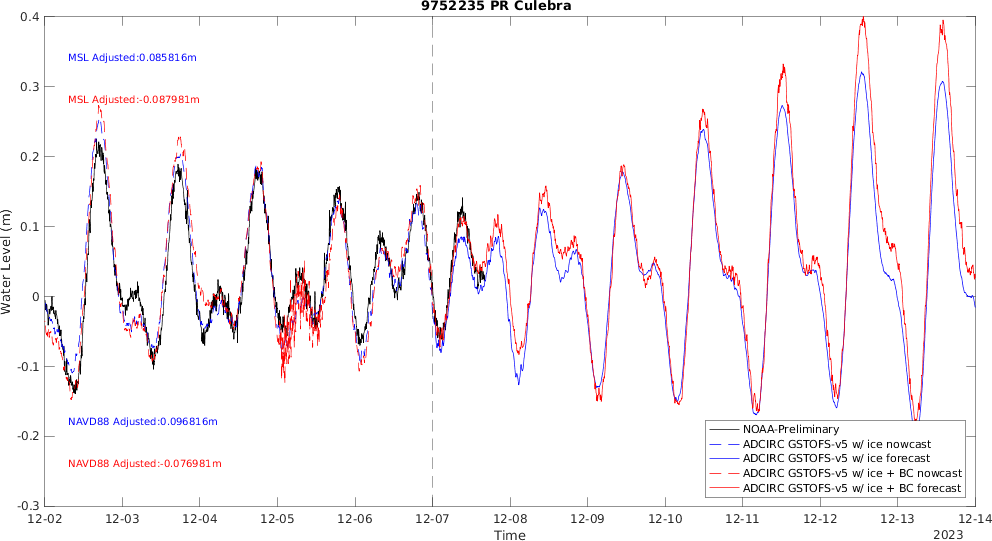 9752235 PR Culebra
0.4
0.3
0.2
0.1
0
-0.1
-0.2
-0.3
Water Level (m)
MSL Adjusted:0.085816m
MSL Adjusted:-0.087981m
NAVD88 Adjusted:0.096816m
NAVD88 Adjusted:-0.076981m
NOAA-Preliminary
ADCIRC GSTOFS-v5 w/ ice nowcast
ADCIRC GSTOFS-v5 w/ ice forecast
ADCIRC GSTOFS-v5 w/ ice + BC nowcast
ADCIRC GSTOFS-v5 w/ ice + BC forecast
12-02 12-03 12-04 12-05 12-06 12-07 12-08 12-09 12-10 12-11 12-12 12-13 12-14
Time
2023